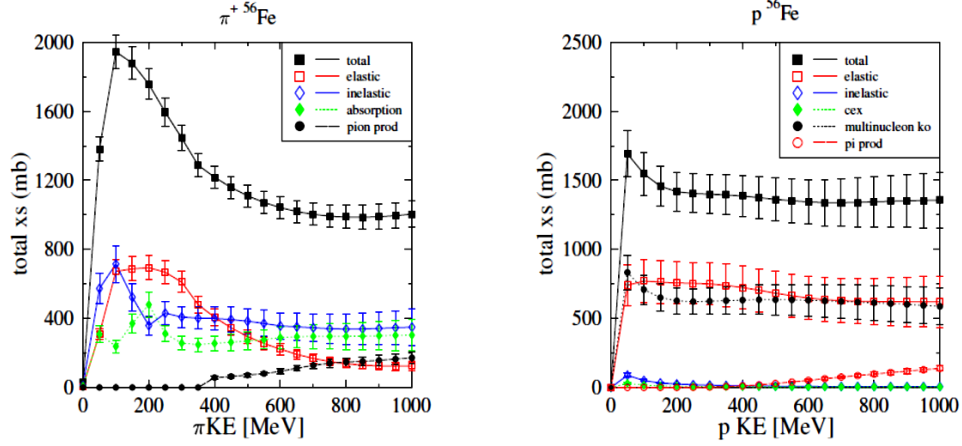 π⁺ ⁵⁶Fe
total xs (mb)
2000
1600
1200
800
400
0
0
200
400
600
800
1000
πKE [MeV]
total
elastic
inelastic
absorption
pion prod
p ⁵⁶Fe
total xs (mb)
2500
2000
1500
1000
500
0
0
200
400
600
800
1000
p KE [MeV]
total
elastic
inelastic
cex
multinucleon ko
pi prod